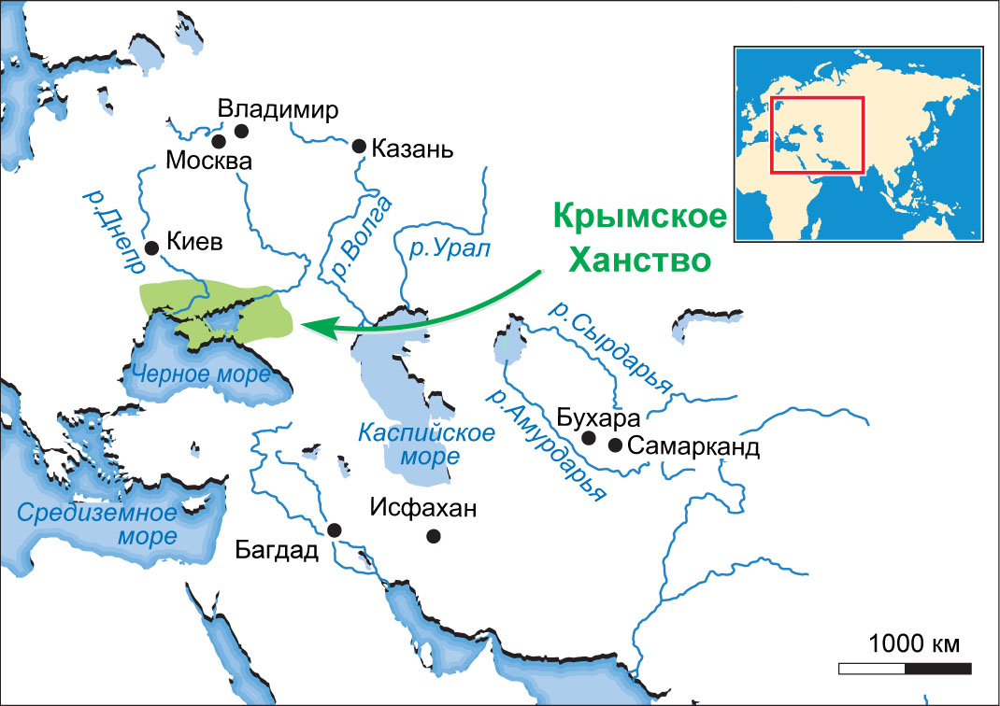 Владимир
Москва
Казань
р.Днепр
Киев
р.Волга
р.Урал
Крымское
Ханство
р.Сырдарья
Черное море
Каспийское
море
р.Амурдарья
Бухара
Самарканд
Средиземное
море
Исфахан
Багдад
1000 км